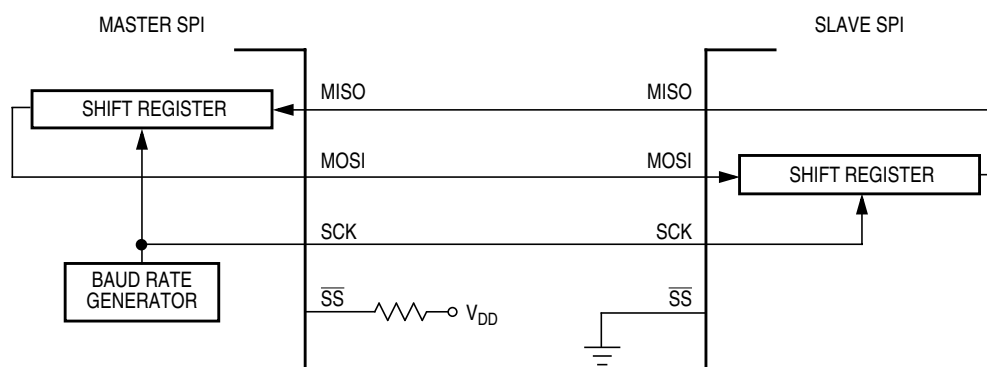 MASTER SPI
SLAVE SPI
MISO
MISO
SHIFT REGISTER
MOSI
MOSI
SHIFT REGISTER
SCK
SCK
BAUD RATE
GENERATOR
SS
VDD
SS